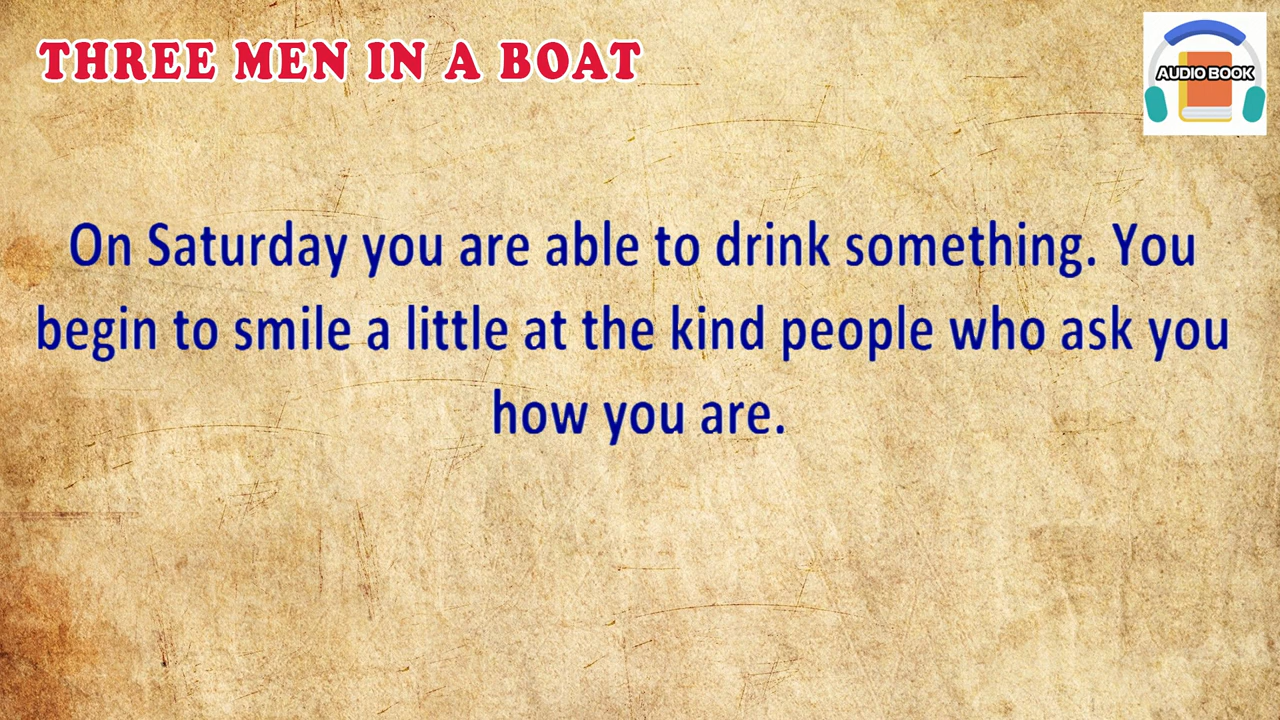 THREE MEN IN A BOAT
AUDIO BOOK
On Saturday you are able to drink something. You
begin to smile a little at the kind people who ask you
how you are.